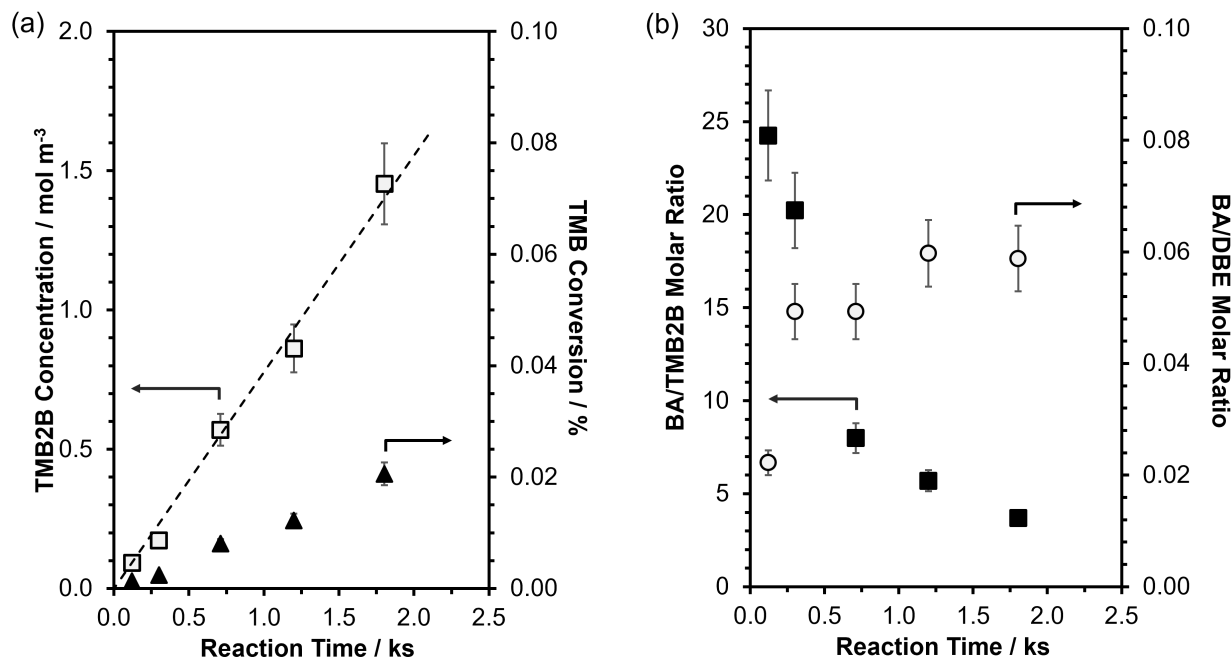 (a)
2.0
1.5
1.0
0.5
0.0
TMB2B Concentration / mol m-3
0.10
0.08
0.06
0.04
0.02
0.00
TMB Conversion / %
0.0 0.5 1.0 1.5 2.0 2.5
Reaction Time / ks
(b)
30
25
20
15
10
5
0
BA/TMB2B Molar Ratio
0.10
0.08
0.06
0.04
0.02
0.00
BA/DBE Molar Ratio
0.0 0.5 1.0 1.5 2.0 2.5
Reaction Time / ks